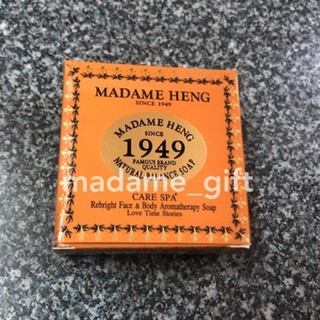 MADAME HENG
SINCE 1949
MADAME HENG
SINCE
1949
FAMOUS BRAND
QUALITY
NATURAL BALANCE SOAP
madame_gift
CARE SPA
Rebright Face & Body Aromatherapy Soap
Love Time Stories